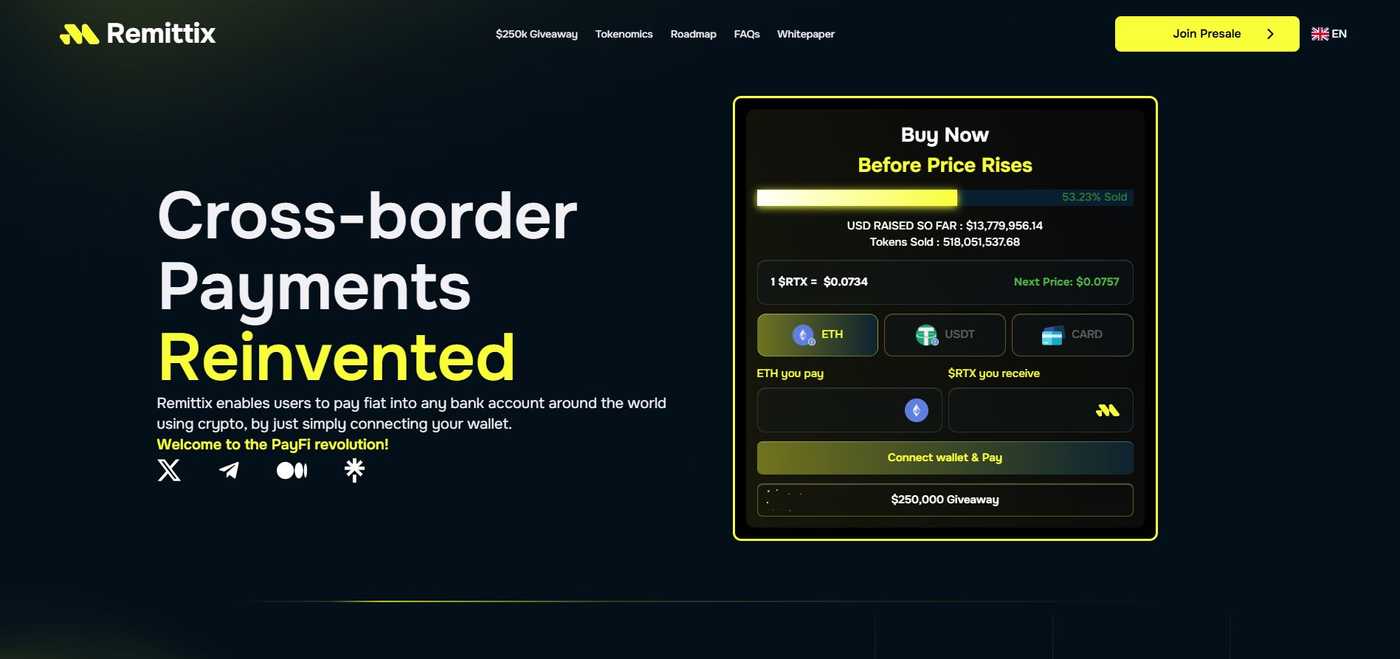 Remittix
$250k Giveaway Tokenomics Roadmap FAQs Whitepaper
Join Presale
EN
Cross-border
Payments
Reinvented
Remittix enables users to pay fiat into any bank account around the world
using crypto, by just simply connecting your wallet.
Welcome to the PayFi revolution!
Buy Now
Before Price Rises
53.23% Sold
USD RAISED SO FAR : $13,779,956.14
Tokens Sold : 518,051,537.68
1 $RTX = $0.0734 Next Price: $0.0757
ETH USDT CARD
ETH you pay $RTX you receive
Connect wallet & Pay
$250,000 Giveaway